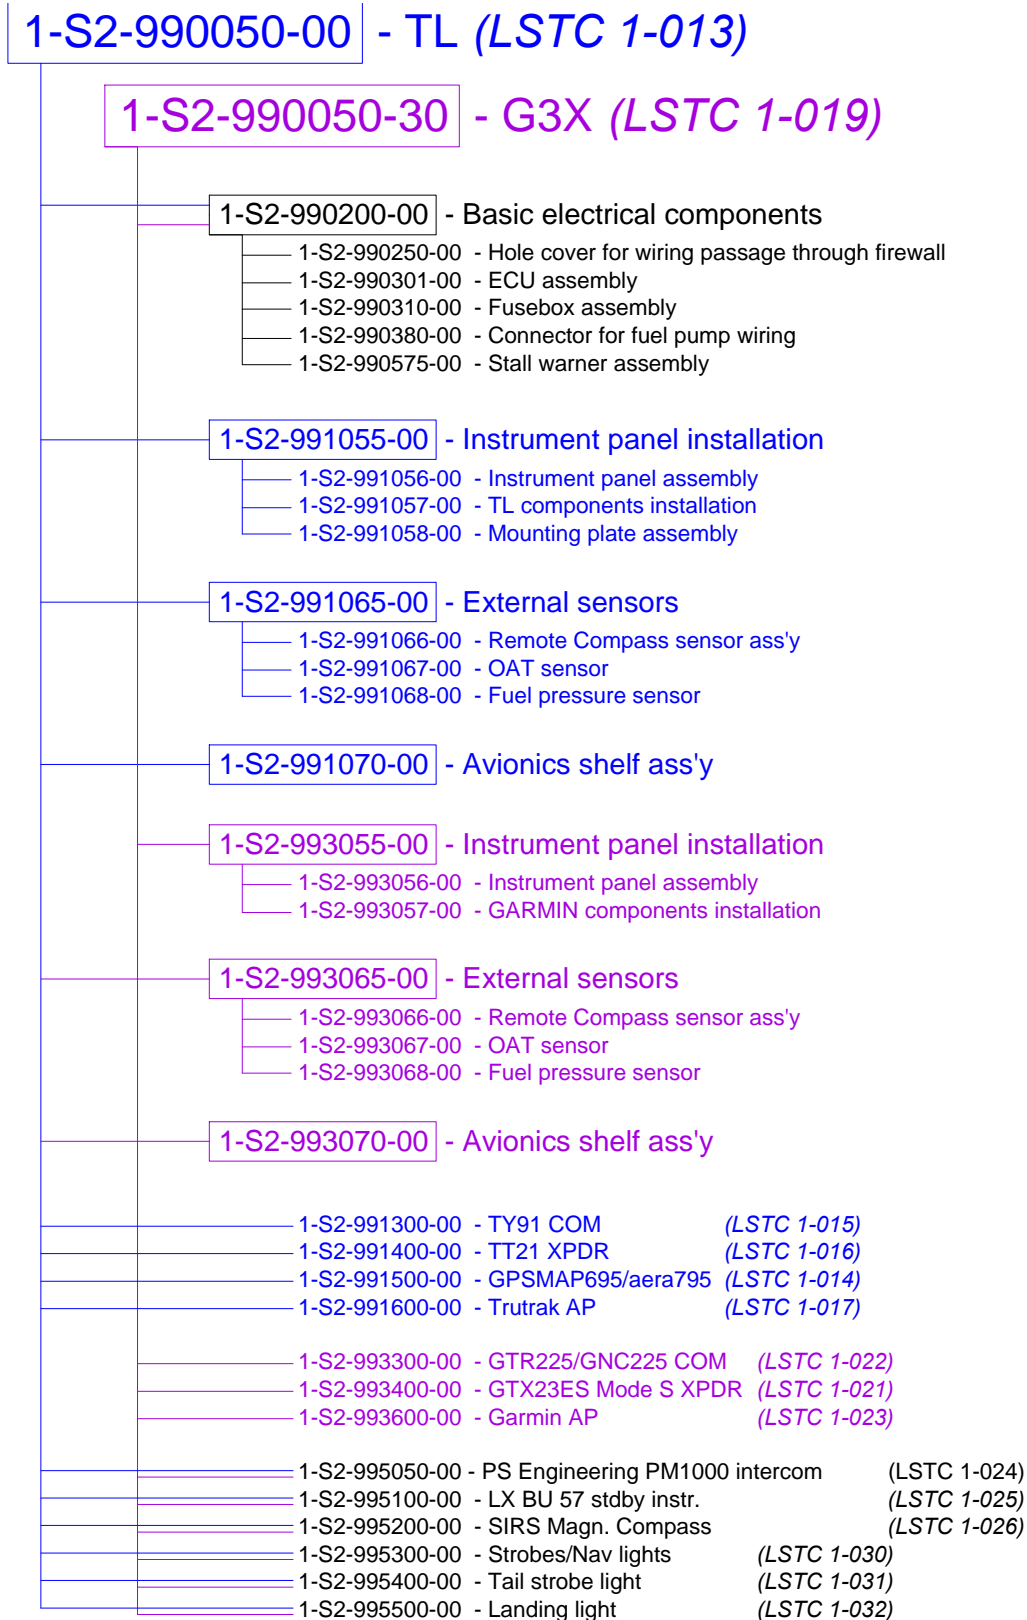 1-S2-990050-00 - TL (LSTC 1-013)
1-S2-990050-30 - G3X (LSTC 1-019)
1-S2-990200-00 - Basic electrical components
1-S2-990250-00 - Hole cover for wiring passage through firewall
1-S2-990301-00 - ECU assembly
1-S2-990310-00 - Fusebox assembly
1-S2-990380-00 - Connector for fuel pump wiring
1-S2-990575-00 - Stall warner assembly
1-S2-991055-00 - Instrument panel installation
1-S2-991056-00 - Instrument panel assembly
1-S2-991057-00 - TL components installation
1-S2-991058-00 - Mounting plate assembly
1-S2-991065-00 - External sensors
1-S2-991066-00 - Remote Compass sensor ass'y
1-S2-991067-00 - OAT sensor
1-S2-991068-00 - Fuel pressure sensor
1-S2-991070-00 - Avionics shelf ass'y
1-S2-993055-00 - Instrument panel installation
1-S2-993056-00 - Instrument panel assembly
1-S2-993057-00 - GARMIN components installation
1-S2-993065-00 - External sensors
1-S2-993066-00 - Remote Compass sensor ass'y
1-S2-993067-00 - OAT sensor
1-S2-993068-00 - Fuel pressure sensor
1-S2-993070-00 - Avionics shelf ass'y
1-S2-991300-00 - TY91 COM (LSTC 1-015)
1-S2-991400-00 - TT21 XPDR (LSTC 1-016)
1-S2-991500-00 - GPSMAP695/aera795 (LSTC 1-014)
1-S2-991600-00 - Trutrak AP (LSTC 1-017)
1-S2-993300-00 - GTR225/GNC225 COM (LSTC 1-022)
1-S2-993400-00 - GTX23ES Mode S XPDR (LSTC 1-021)
1-S2-993600-00 - Garmin AP (LSTC 1-023)
1-S2-995050-00 - PS Engineering PM1000 intercom (LSTC 1-024)
1-S2-995100-00 - LX BU 57 stdby instr. (LSTC 1-025)
1-S2-995200-00 - SIRS Magn. Compass (LSTC 1-026)
1-S2-995300-00 - Strobes/Nav lights (LSTC 1-030)
1-S2-995400-00 - Tail strobe light (LSTC 1-031)
1-S2-995500-00 - Landing light (LSTC 1-032)